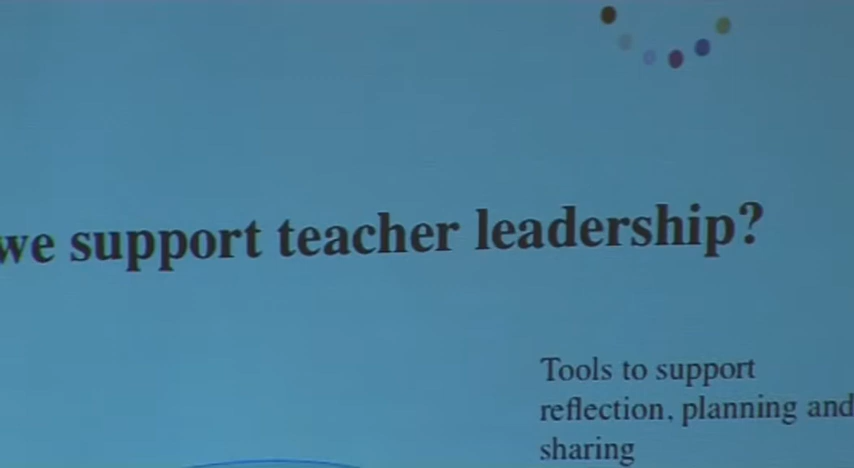 we support teacher leadership?
Tools to support
reflection, planning and
sharing